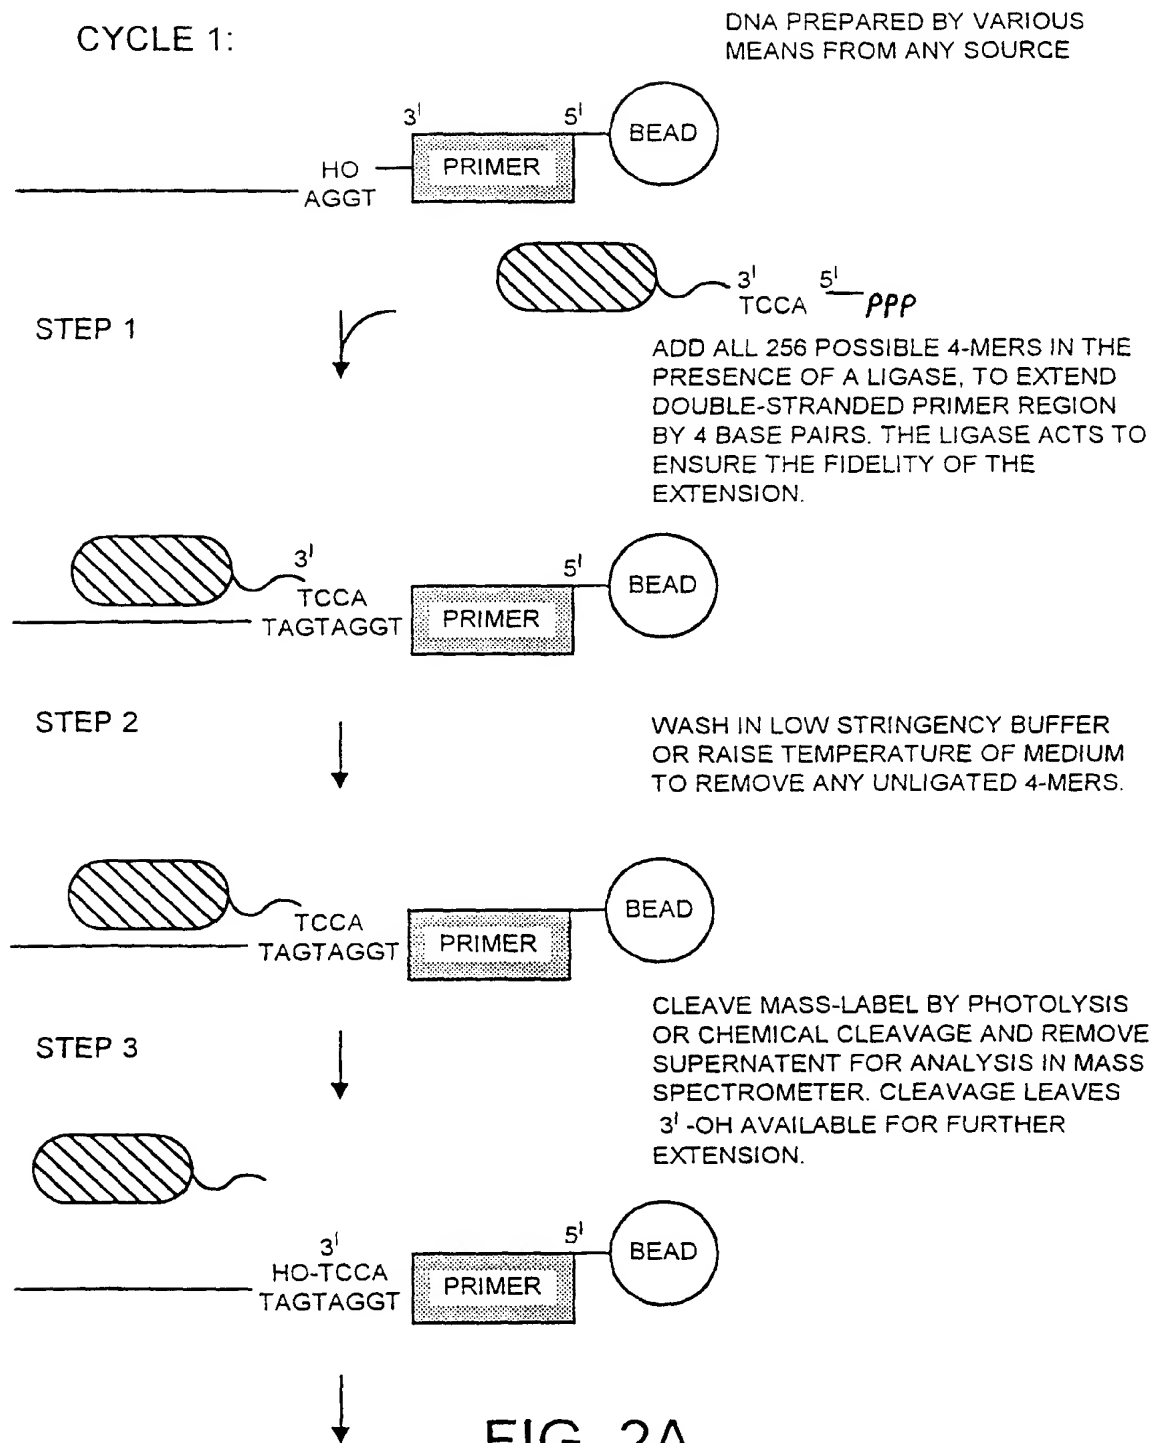 CYCLE 1:
DNA PREPARED BY VARIOUS
MEANS FROM ANY SOURCE
3' 5'
HO PRIMER BEAD
AGGT
3' 5'
TCCA PPP
STEP 1
ADD ALL 256 POSSIBLE 4-MERS IN THE
PRESENCE OF A LIGASE, TO EXTEND
DOUBLE-STRANDED PRIMER REGION
BY 4 BASE PAIRS. THE LIGASE ACTS TO
ENSURE THE FIDELITY OF THE
EXTENSION.
3' 5'
BEAD
TCCA
TAGTAGGT PRIMER
STEP 2
WASH IN LOW STRINGENCY BUFFER
OR RAISE TEMPERATURE OF MEDIUM
TO REMOVE ANY UNLIGATED 4-MERS.
BEAD
TCCA
TAGTAGGT PRIMER
STEP 3
CLEAVE MASS-LABEL BY PHOTOLYSIS
OR CHEMICAL CLEAVAGE AND REMOVE
SUPERNATENT FOR ANALYSIS IN MASS
SPECTROMETER. CLEAVAGE LEAVES
3' -OH AVAILABLE FOR FURTHER
EXTENSION.
3' 5'
BEAD
HO-TCCA
TAGTAGGT PRIMER
FIG. 2A